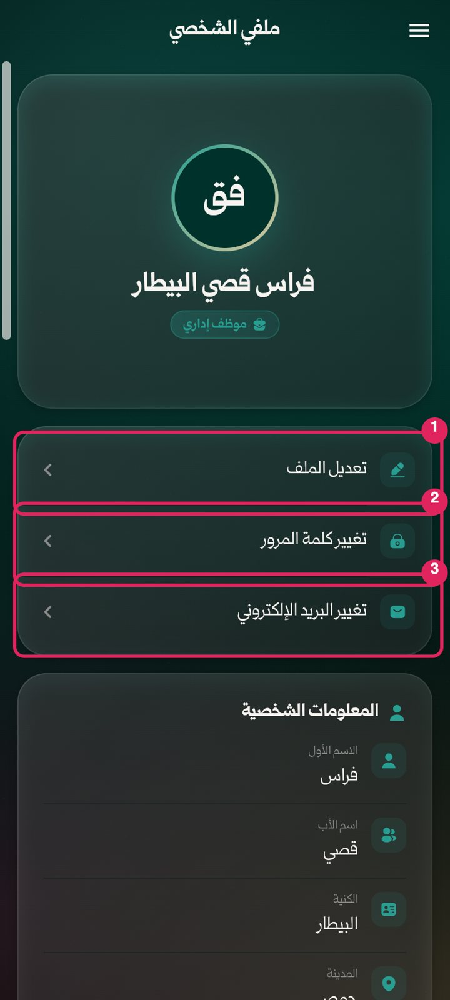 ملفي الشخصي
فق
فراس قصي البيطار
موظف إداري
1
تعديل الملف
2
تغيير كلمة المرور
3
تغيير البريد الإلكتروني
المعلومات الشخصية
الاسم الأول
فراس
اسم الأب
قصي
الكنية
البيطار
المدينة